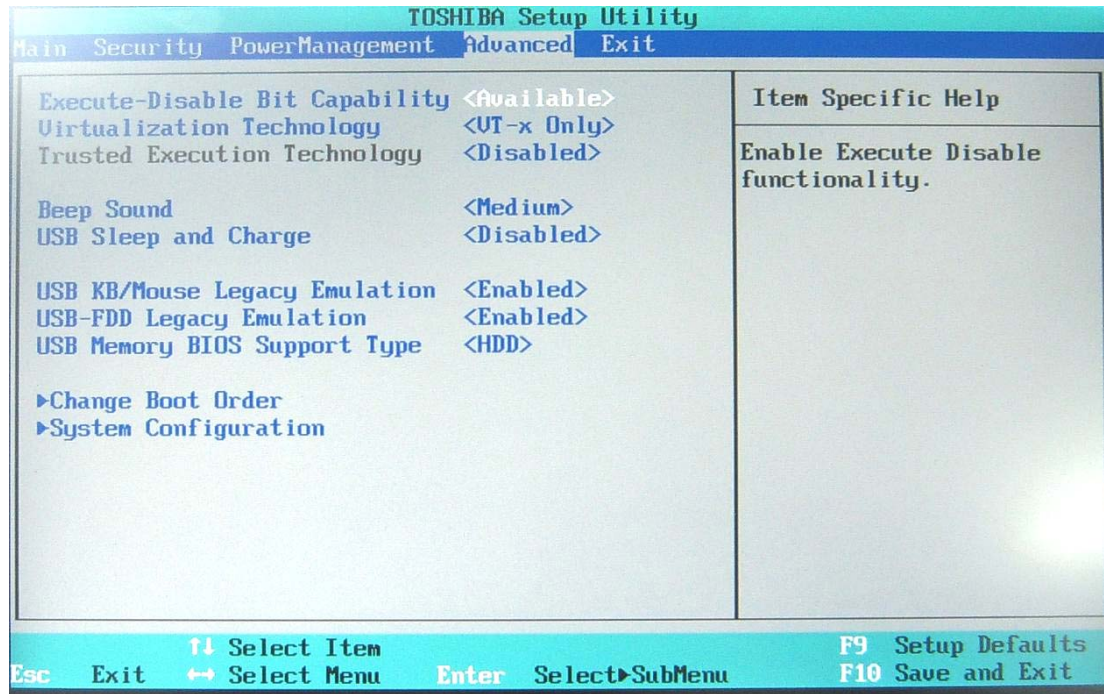 TOSHIBA Setup Utility
Main Security PowerManagement Advanced Exit
Execute-Disable Bit Capability <Available>
Virtualization Technology <VT-x Only>
Trusted Execution Technology <Disabled>
Beep Sound <Medium>
USB Sleep and Charge <Disabled>
USB KB/Mouse Legacy Emulation <Enabled>
USB-FDD Legacy Emulation <Enabled>
USB Memory BIOS Support Type <HDD>
▶Change Boot Order
▶System Configuration
Item Specific Help
Enable Execute Disable
functionality.
↑↓ Select Item F9 Setup Defaults
Esc Exit ↔ Select Menu Enter Select▶SubMenu F10 Save and Exit